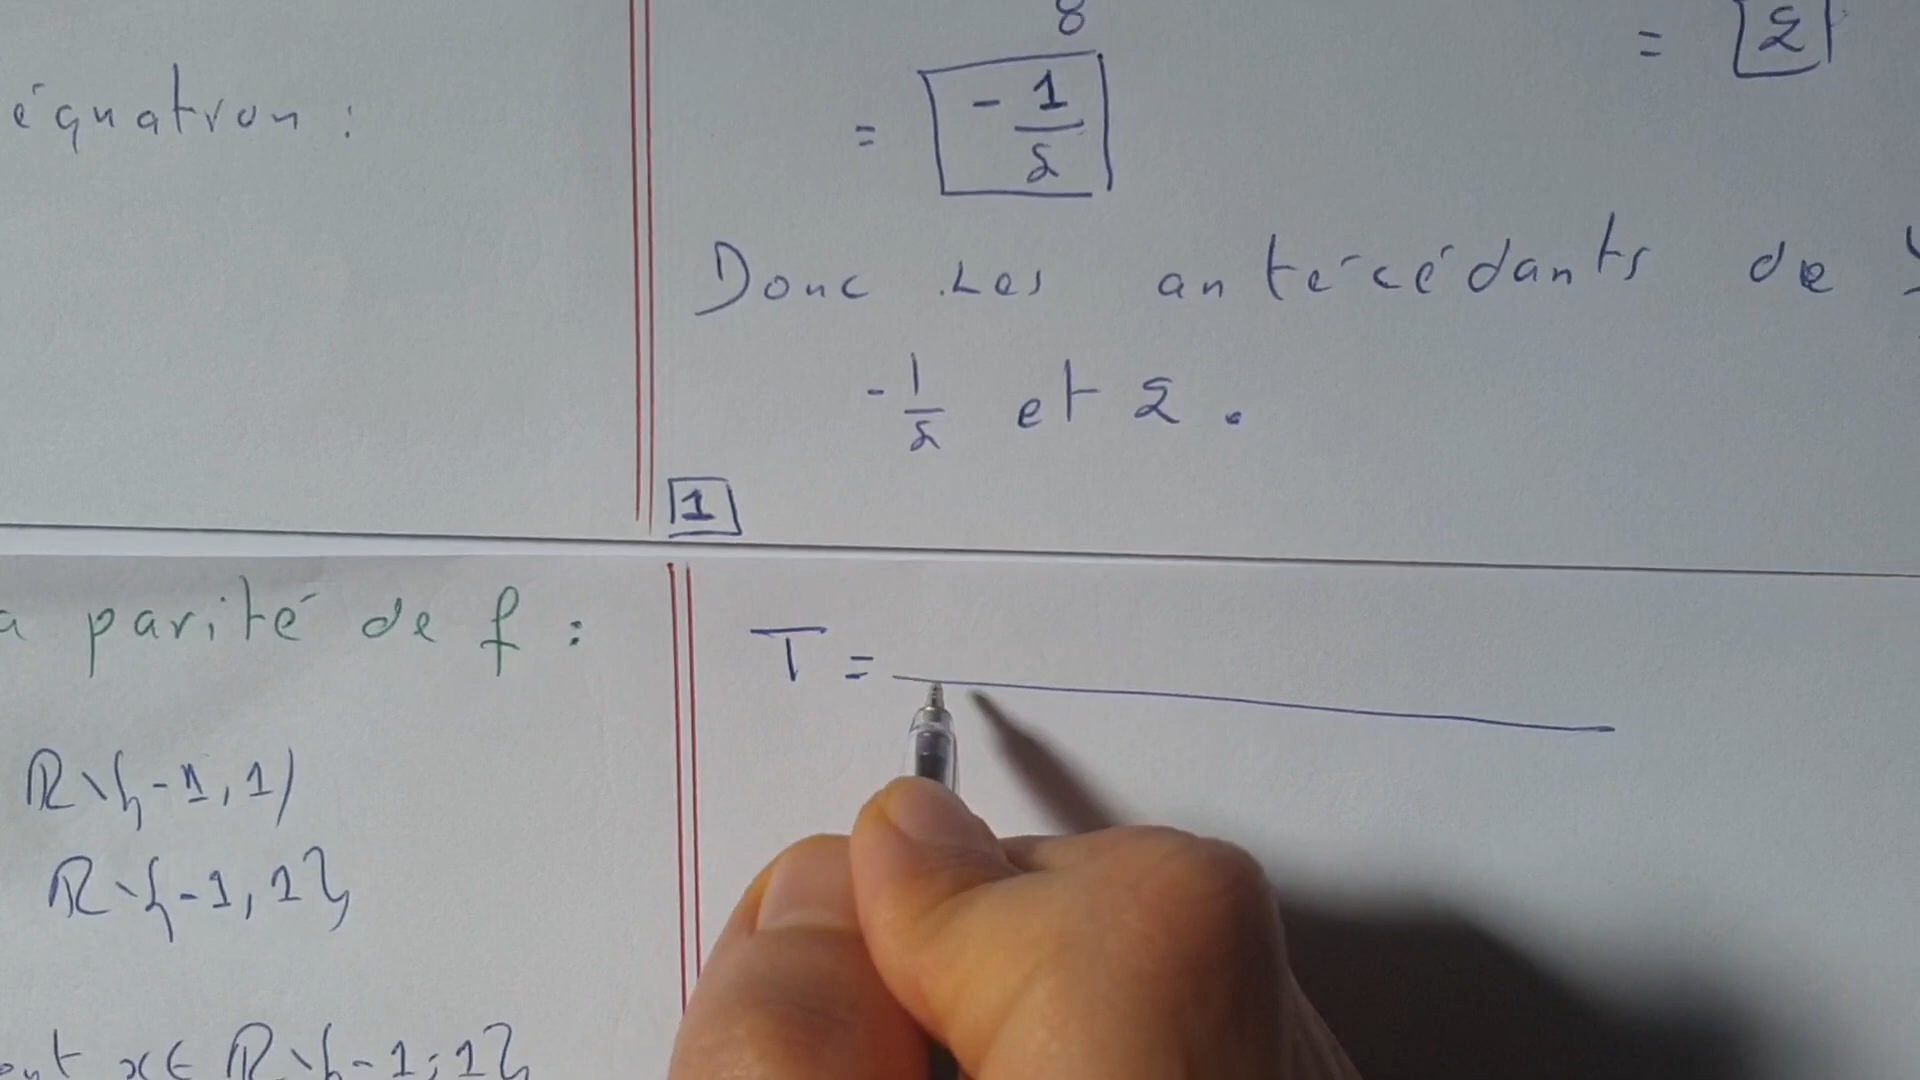 équation :
8
= - 1/2
= 2
Donc Les antécédants de
- 1/2 et 2 .
1
a parité de f :
ℝ\{-1,1}
ℝ\{-1,1}
x∈ ℝ\{-1;1}
T =